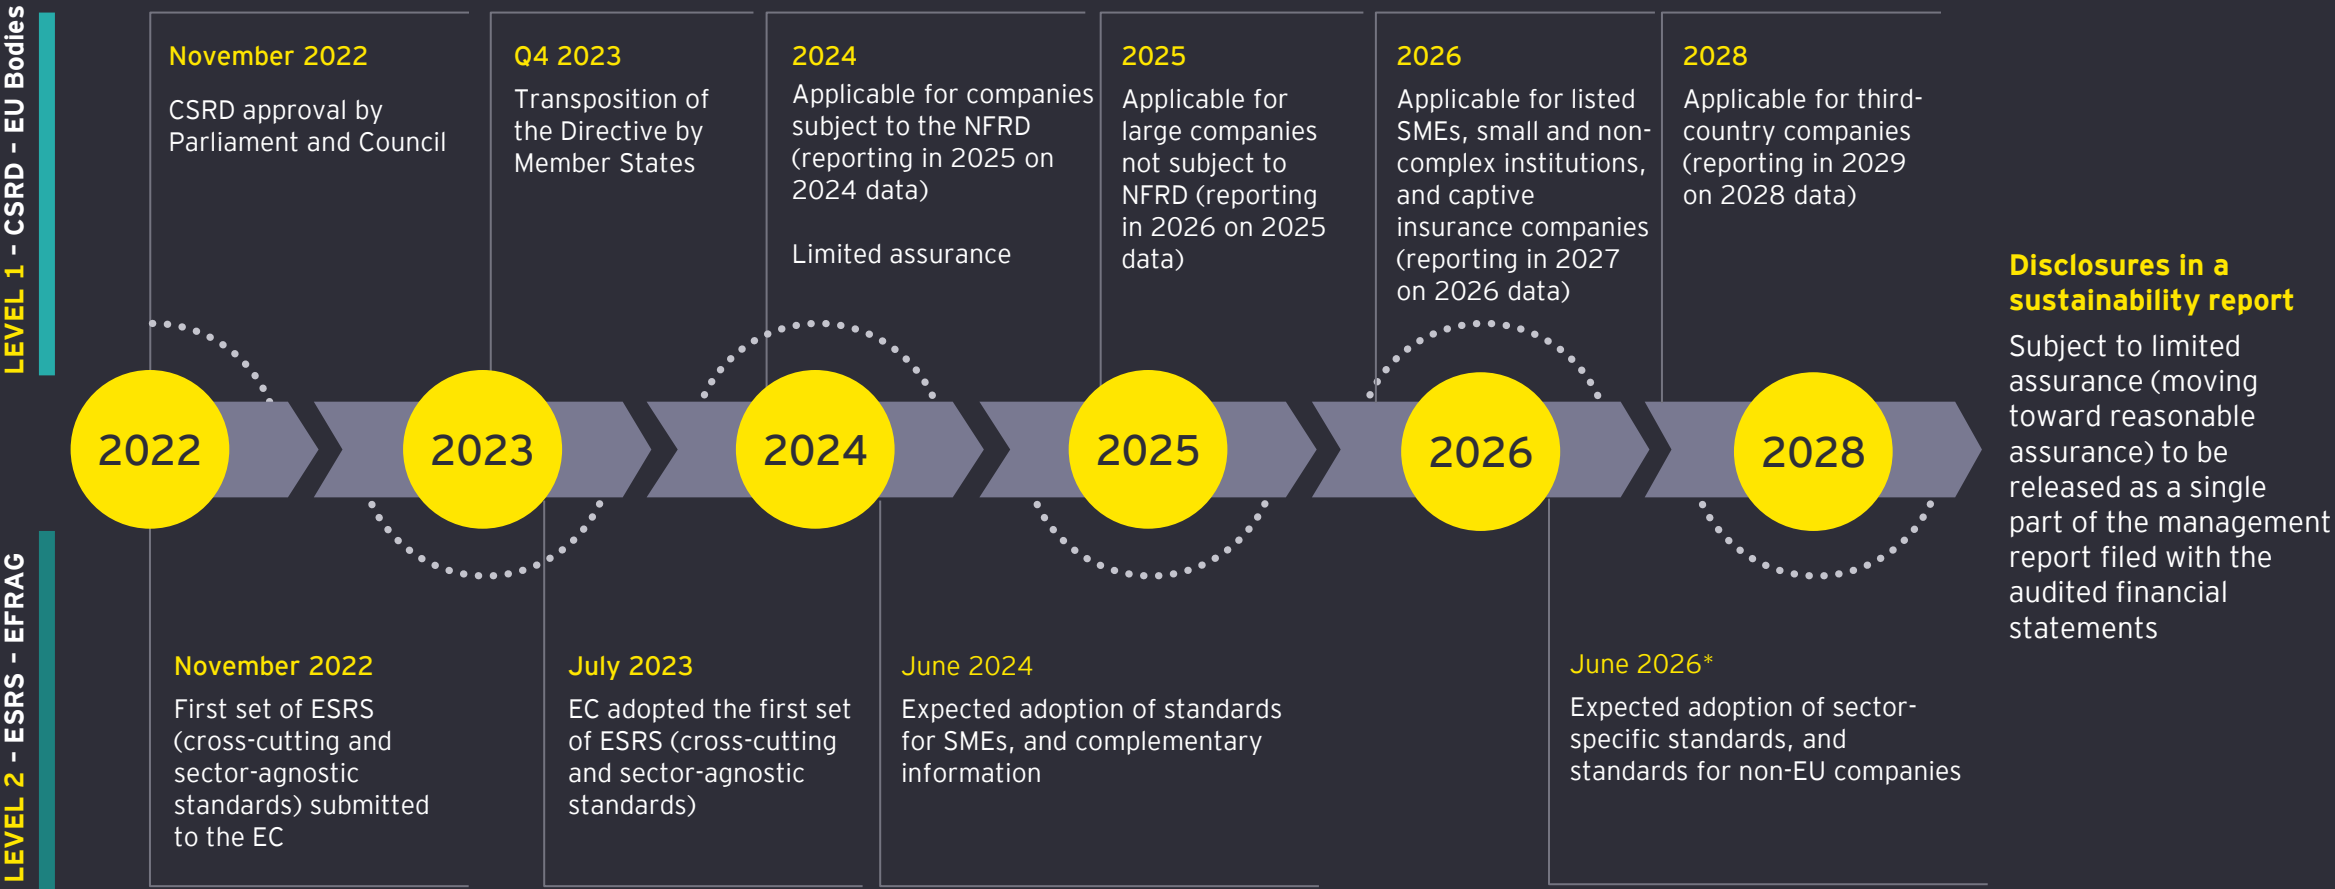 LEVEL 1 - CSRD - EU Bodies
November 2022
CSRD approval by
Parliament and Council
Q4 2023
Transposition of
the Directive by
Member States
2024
Applicable for companies
subject to the NFRD
(reporting in 2025 on
2024 data)
Limited assurance
2025
Applicable for
large companies
not subject to
NFRD (reporting
in 2026 on 2025
data)
2026
Applicable for listed
SMEs, small and non-
complex institutions,
and captive
insurance companies
(reporting in 2027
on 2026 data)
2028
Applicable for third-
country companies
(reporting in 2029
on 2028 data)
2022
2023
2024
2025
2026
2028
Disclosures in a
sustainability report
Subject to limited
assurance (moving
toward reasonable
assurance) to be
released as a single
part of the management
report filed with the
audited financial
statements
LEVEL 2 - ESRS - EFRAG
November 2022
First set of ESRS
(cross-cutting and
sector-agnostic
standards) submitted
to the EC
July 2023
EC adopted the first set
of ESRS (cross-cutting
and sector-agnostic
standards)
June 2024
Expected adoption of standards
for SMEs, and complementary
information
June 2026*
Expected adoption of sector-
specific standards, and
standards for non-EU companies